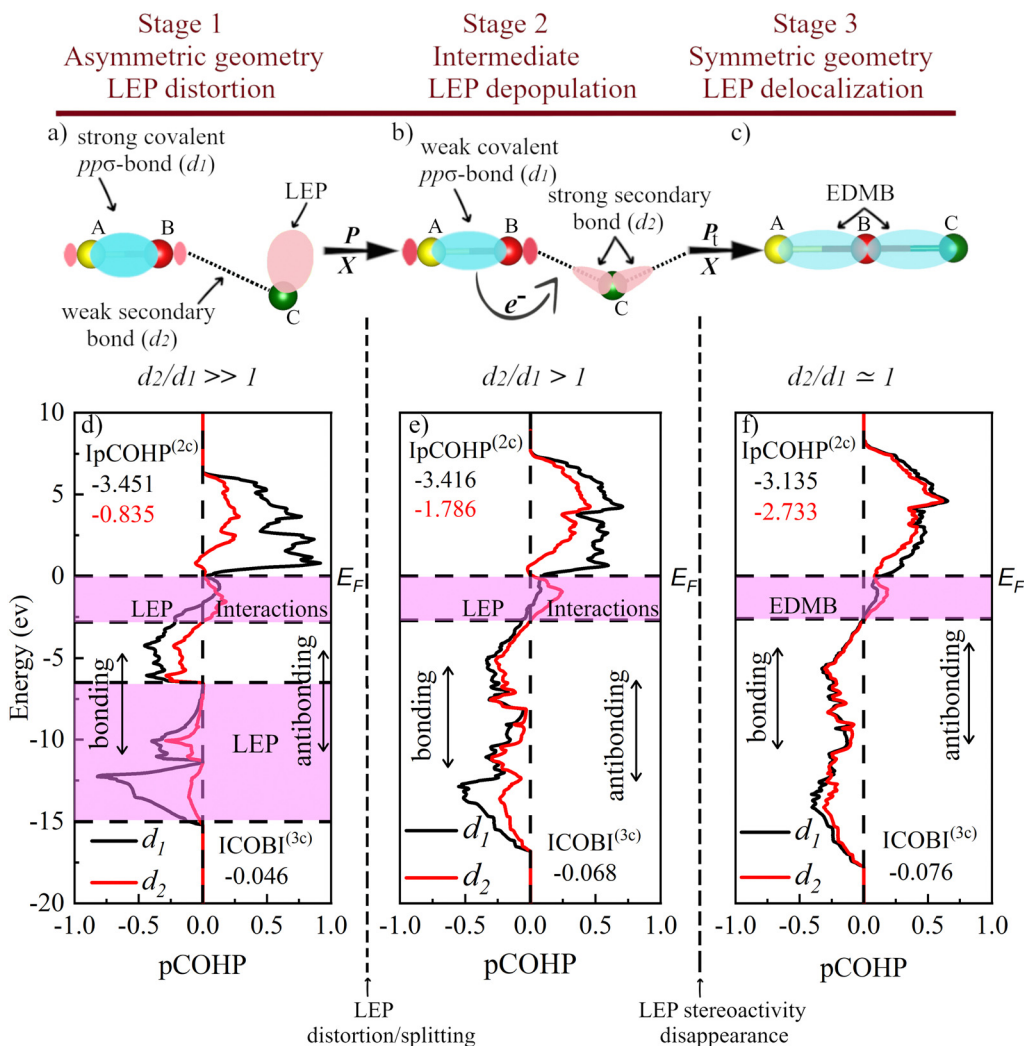 Stage 1
Asymmetric geometry
LEP distortion
Stage 2
Intermediate
LEP depopulation
Stage 3
Symmetric geometry
LEP delocalization
a)
strong covalent
ppσ-bond (d1)
LEP
A
B
C
weak secondary
bond (d2)
P
X
b)
weak covalent
ppσ-bond (d1)
strong secondary
bond (d2)
A
B
C
e-
Pt
X
c)
EDMB
A
B
C
d2/d1 >> 1
d2/d1 > 1
d2/d1 ≃ 1
Energy (ev)
10
5
0
-5
-10
-15
-20
d)
IpCOHP(2c)
-3.451
-0.835
EF
LEP
Interactions
bonding
antibonding
LEP
d1
d2
ICOBI(3c)
-0.046
-1.0
-0.5
0.0
0.5
1.0
pCOHP
e)
IpCOHP(2c)
-3.416
-1.786
EF
LEP
Interactions
bonding
antibonding
d1
d2
ICOBI(3c)
-0.068
-1.0
-0.5
0.0
0.5
1.0
pCOHP
f)
IpCOHP(2c)
-3.135
-2.733
EF
EDMB
bonding
antibonding
d1
d2
ICOBI(3c)
-0.076
-1.0
-0.5
0.0
0.5
1.0
pCOHP
LEP
distortion/splitting
LEP stereoactivity
disappearance